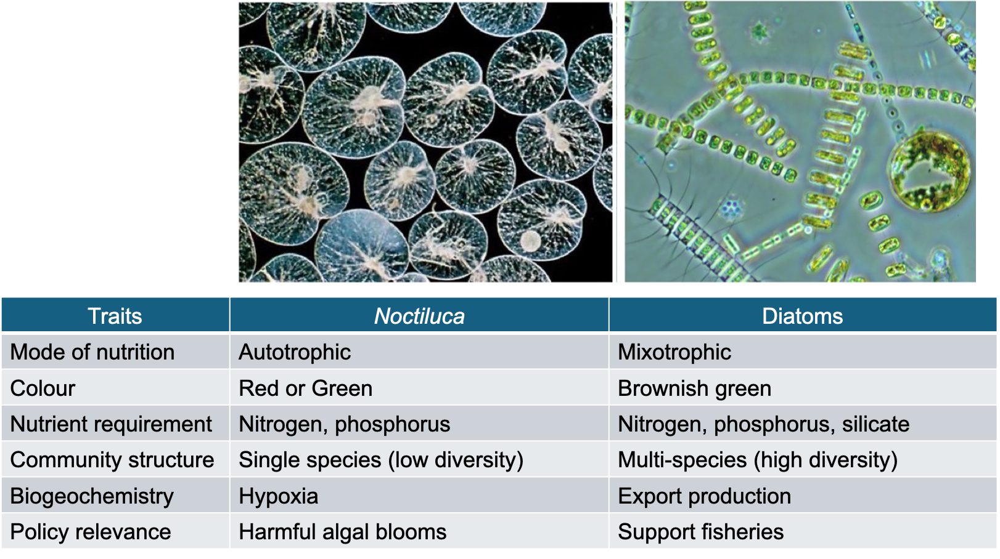 Traits Noctiluca Diatoms
Mode of nutrition Autotrophic Mixotrophic
Colour Red or Green Brownish green
Nutrient requirement Nitrogen, phosphorus Nitrogen, phosphorus, silicate
Community structure Single species (low diversity) Multi-species (high diversity)
Biogeochemistry Hypoxia Export production
Policy relevance Harmful algal blooms Support fisheries